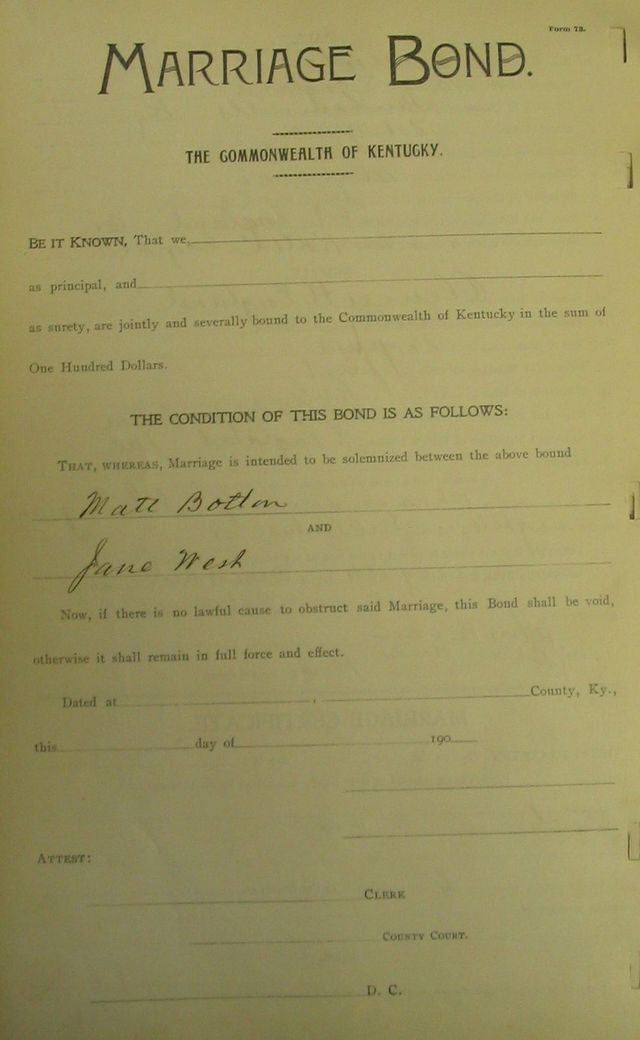 Form 73.
MARRIAGE BOND.
THE COMMONWEALTH OF KENTUCKY.
BE IT KNOWN, That we,
as principal, and
as surety, are jointly and severally bound to the Commonwealth of Kentucky in the sum of
One Hundred Dollars.
THE CONDITION OF THIS BOND IS AS FOLLOWS:
THAT, WHEREAS, Marriage is intended to be solemnized between the above bound
Matt Botton
AND
Jane West
Now, if there is no lawful cause to obstruct said Marriage, this Bond shall be void,
otherwise it shall remain in full force and effect.
Dated at , County, Ky.,
this day of 190
ATTEST:
CLERK
COUNTY COURT.
D. C.